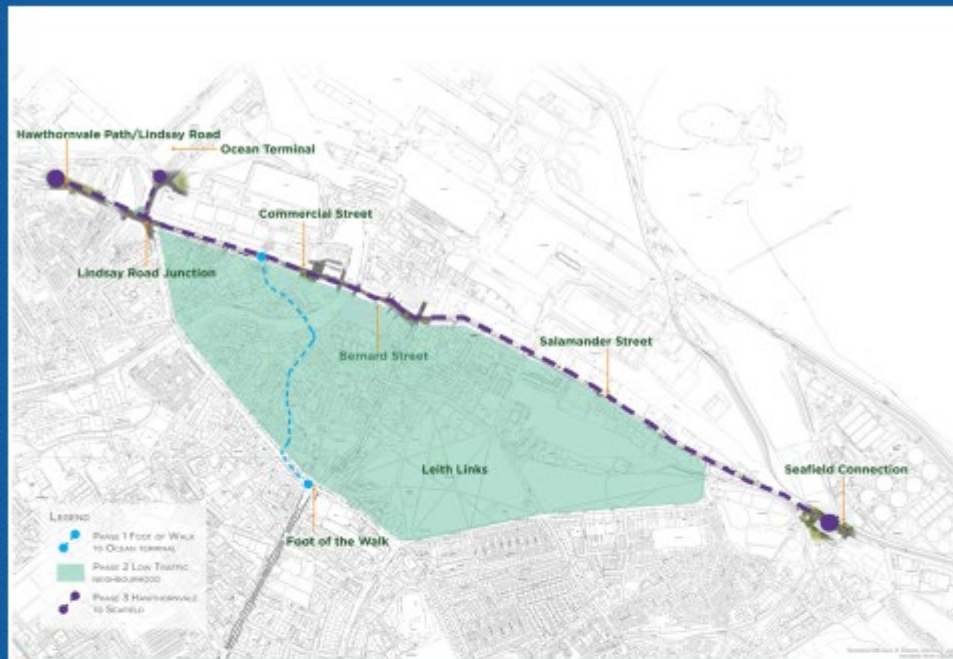 Hawthornvale Path/Lindsay Road
Ocean Terminal
Commercial Street
Lindsay Road Junction
Bernard Street
Salamander Street
Leith Links
Seafield Connection
Foot of the Walk
LEGEND
PHASE 1 FOOT OF WALK
TO OCEAN TERMINAL
PHASE 2 LOW TRAFFIC
NEIGHBOURHOOD
PHASE 3 HAWTHORNVALE
TO SEAFIELD